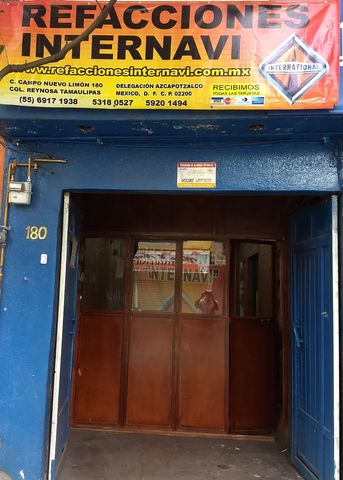 REFACCIONES
INTERNAVI
www.refaccionesinternavi.com.mx
C. CAMPO NUEVO LIMÓN 180
COL. REYNOSA TAMAULIPAS
(55) 6917 1938 5318 0527 5920 1494
DELEGACIÓN AZCAPOTZALCO
MEXICO, D. F. C. P. 02200
RECIBIMOS
TODAS LAS TARJETAS
VISA
INTERNATIONAL
180
INTERNAVI